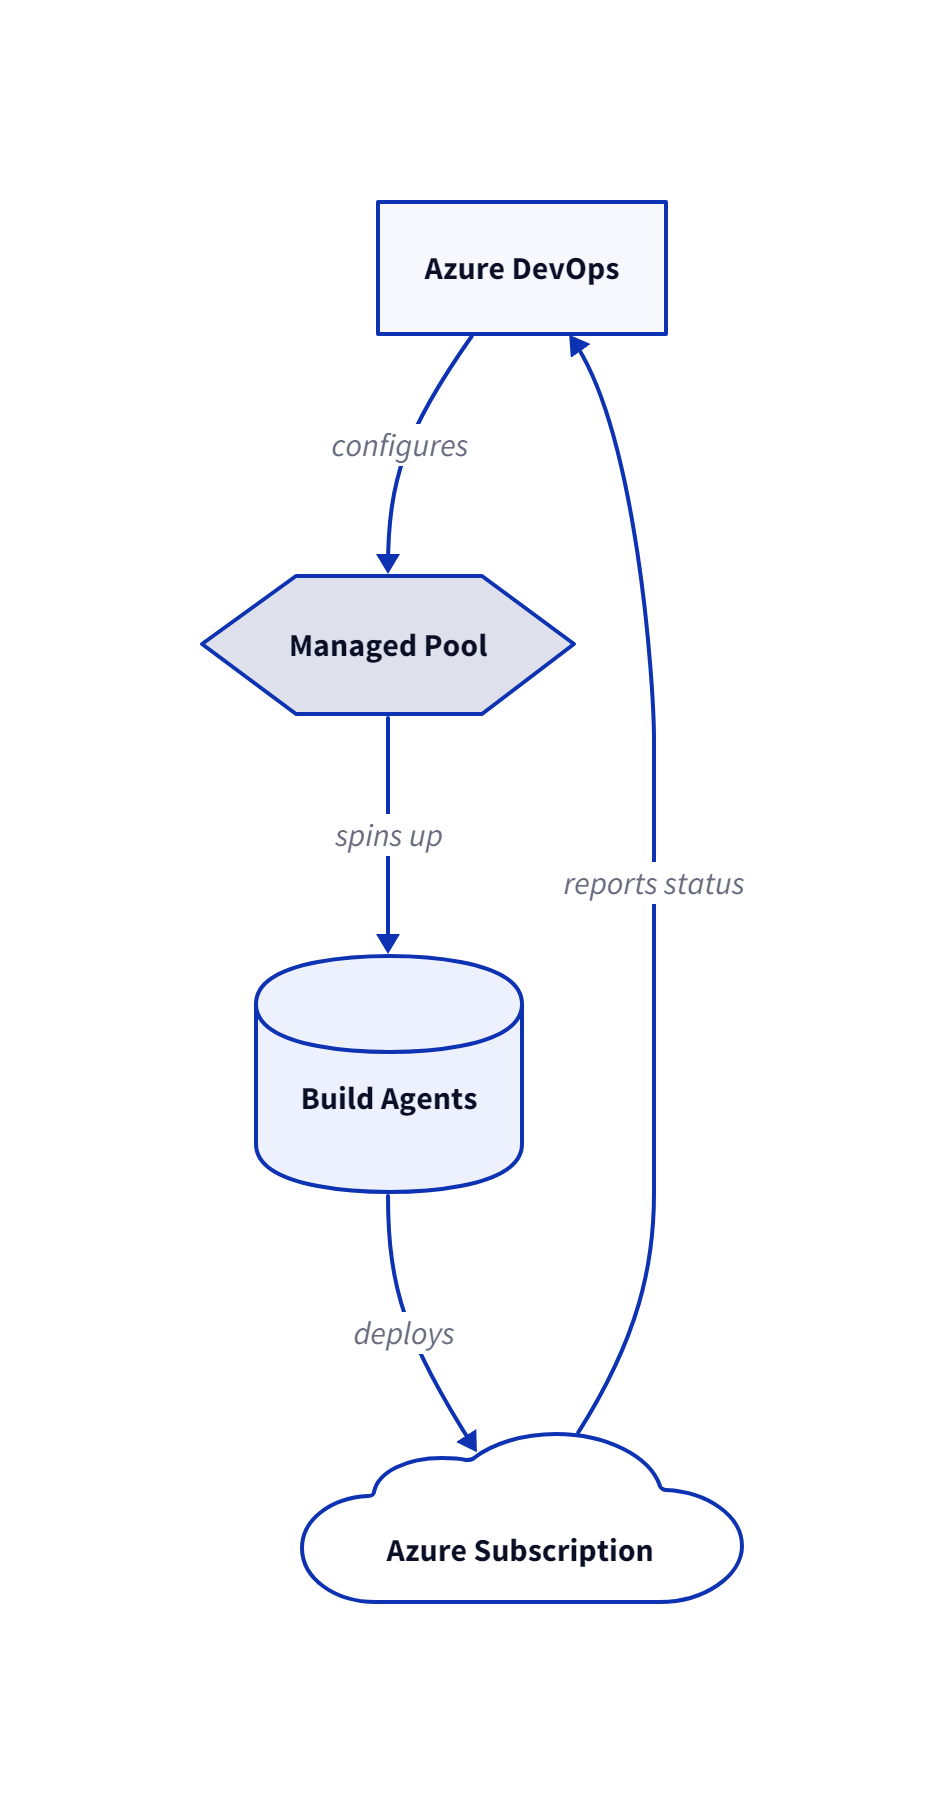 Azure DevOps
configures
Managed Pool
spins up
reports status
Build Agents
deploys
Azure Subscription